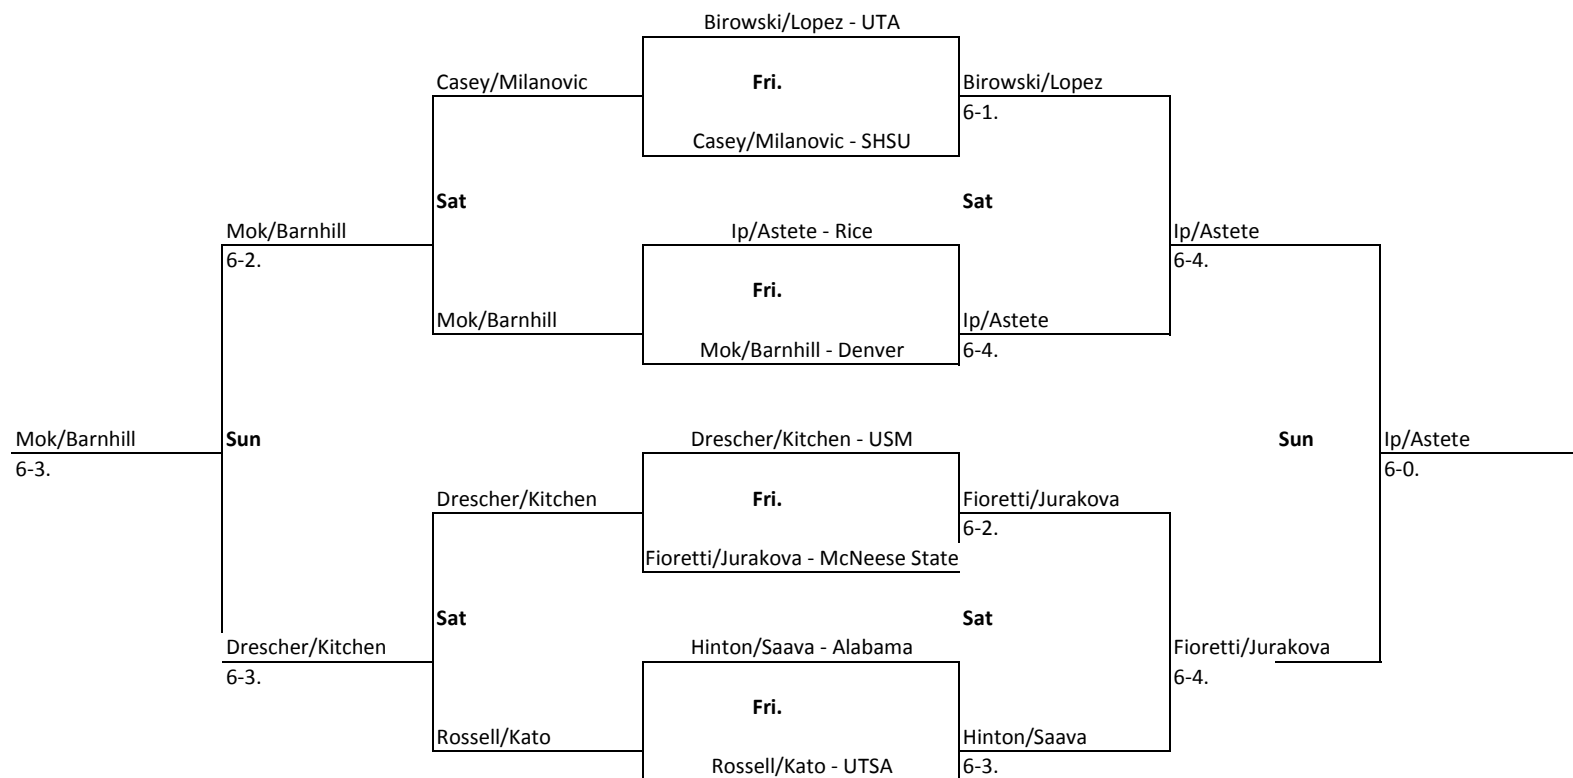 Birowski/Lopez - UTA
Casey/Milanovic
Fri.
Birowski/Lopez
6-1.
Casey/Milanovic - SHSU
Sat
Sat
Mok/Barnhill
Ip/Astete - Rice
Ip/Astete
6-2.
6-4.
Fri.
Mok/Barnhill
Ip/Astete
Mok/Barnhill - Denver
6-4.
Mok/Barnhill
Sun
Drescher/Kitchen - USM
Sun
Ip/Astete
6-3.
6-0.
Drescher/Kitchen
Fri.
Fioretti/Jurakova
6-2.
Fioretti/Jurakova - McNeese State
Sat
Sat
Drescher/Kitchen
Hinton/Saava - Alabama
Fioretti/Jurakova
6-3.
6-4.
Fri.
Rossell/Kato
Hinton/Saava
Rossell/Kato - UTSA
6-3.